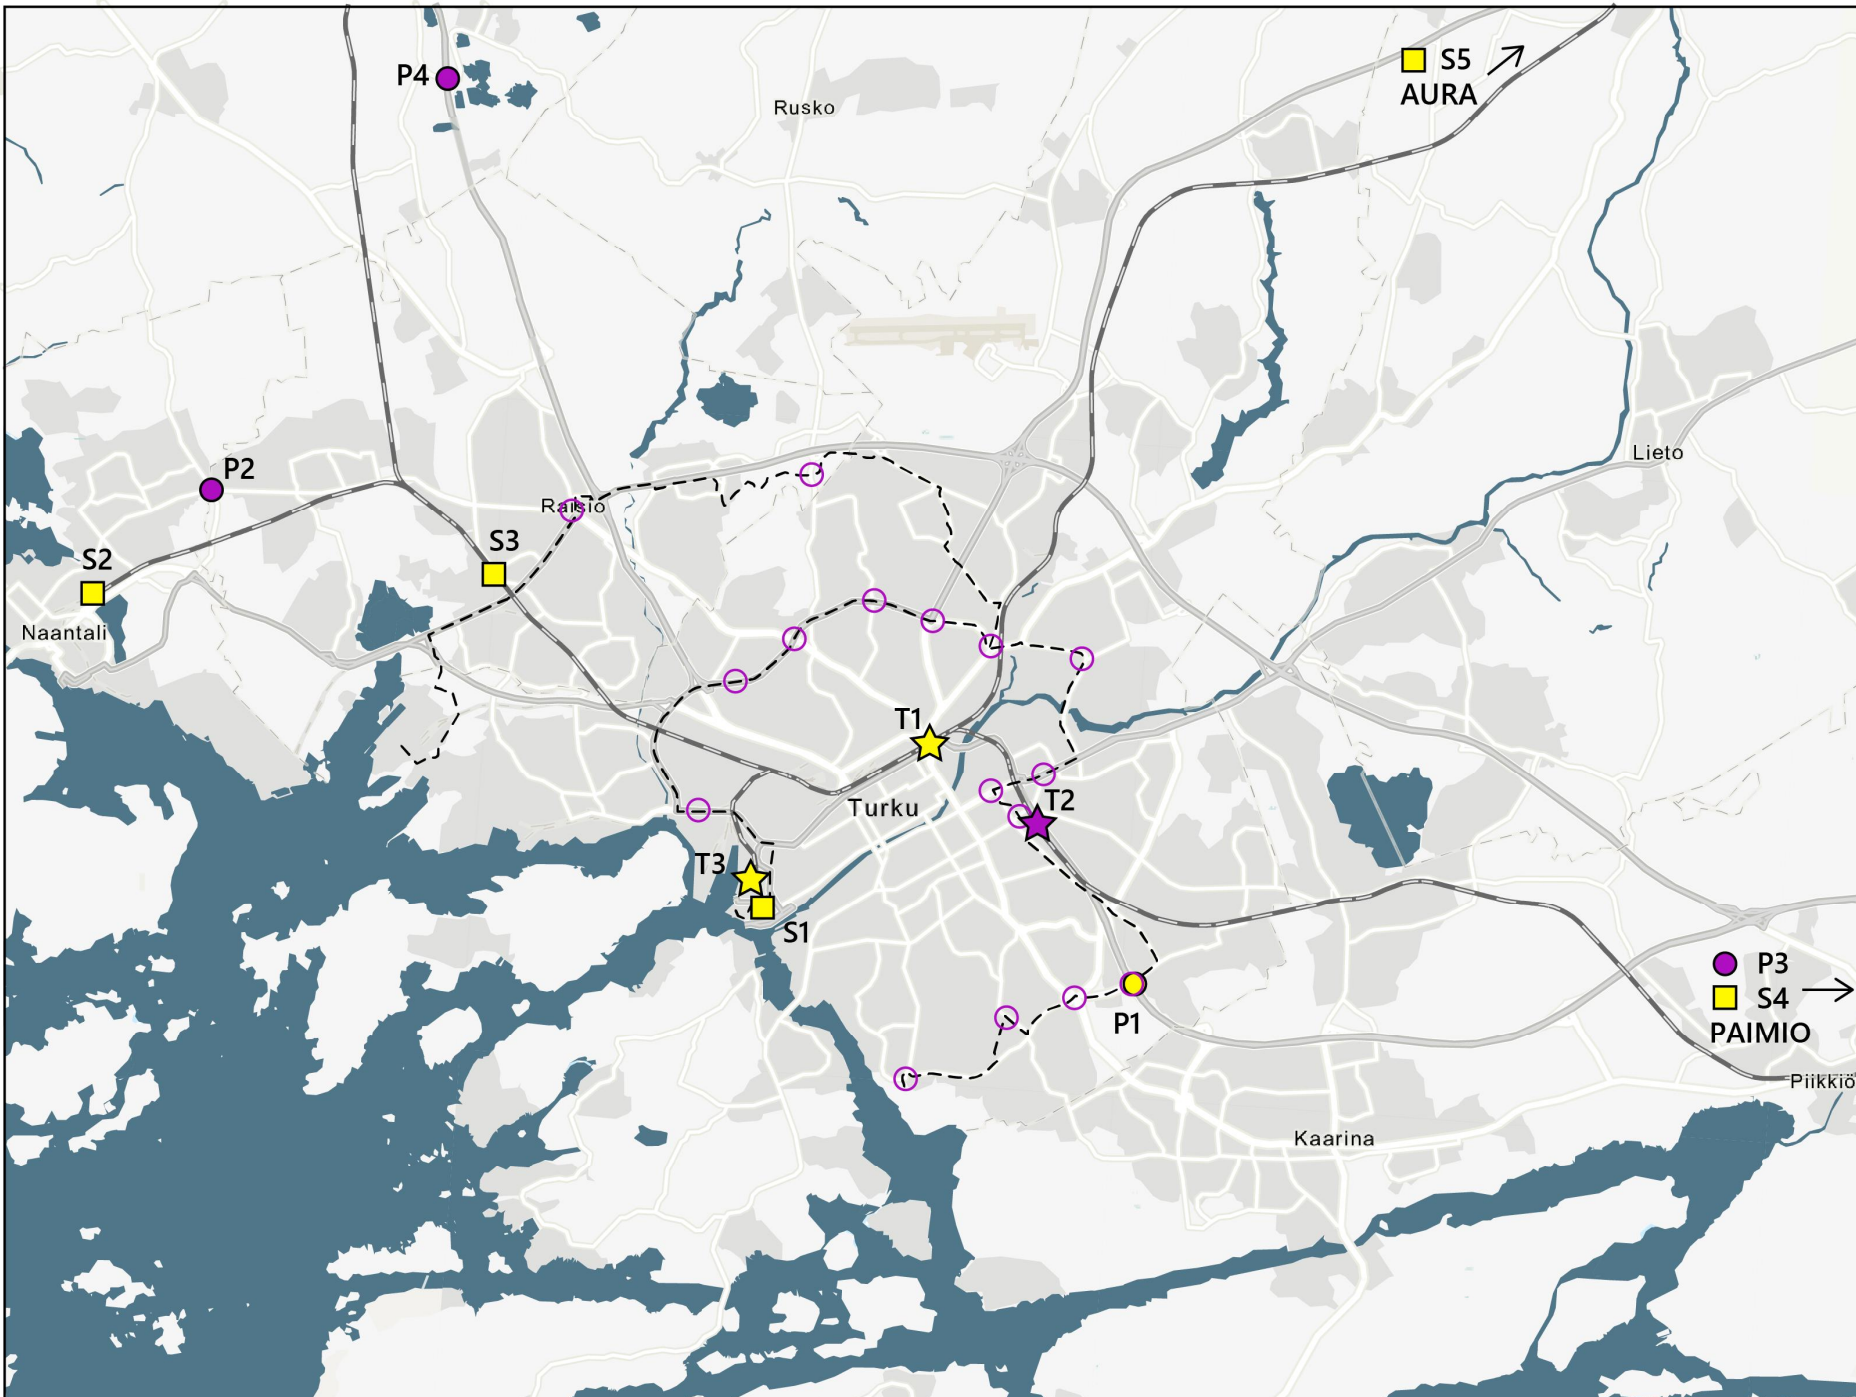 P4
Rusko
S5
AURA
P2
Raisio
S3
S2
Lieto
Naantali
T1
T2
Turku
T3
S1
P3
S4
P1
PAIMIO
Piikkiö
Kaarina